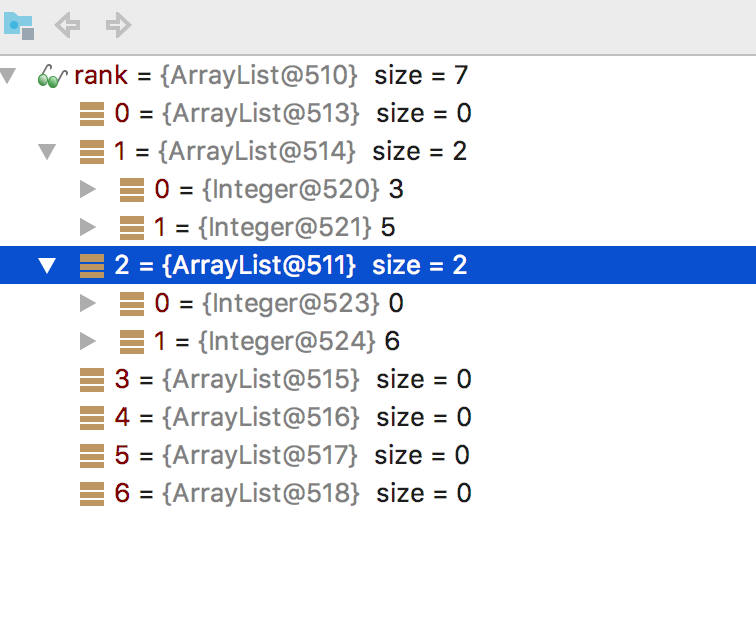 rank = {ArrayList@510} size = 7
0 = {ArrayList@513} size = 0
1 = {ArrayList@514} size = 2
0 = {Integer@520} 3
1 = {Integer@521} 5
2 = {ArrayList@511} size = 2
0 = {Integer@523} 0
1 = {Integer@524} 6
3 = {ArrayList@515} size = 0
4 = {ArrayList@516} size = 0
5 = {ArrayList@517} size = 0
6 = {ArrayList@518} size = 0